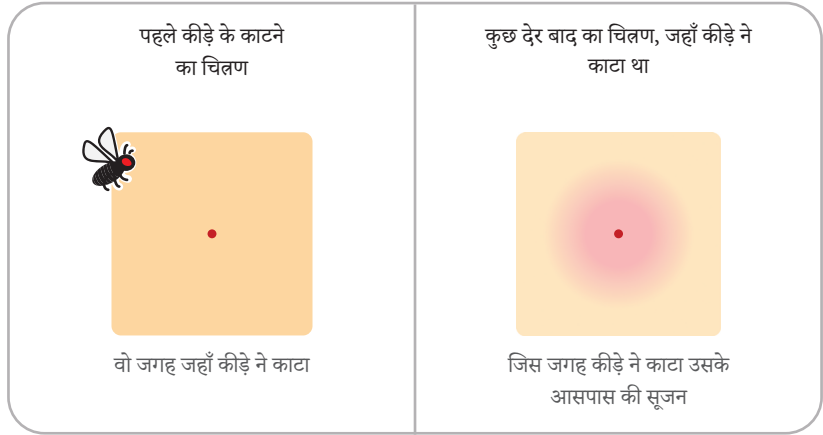 पहले कीड़े के काटने
का चित्रण
वो जगह जहाँ कीड़े ने काटा
कुछ देर बाद का चित्रण, जहाँ कीड़े ने
काटा था
जिस जगह कीड़े ने काटा उसके
आसपास की सूजन